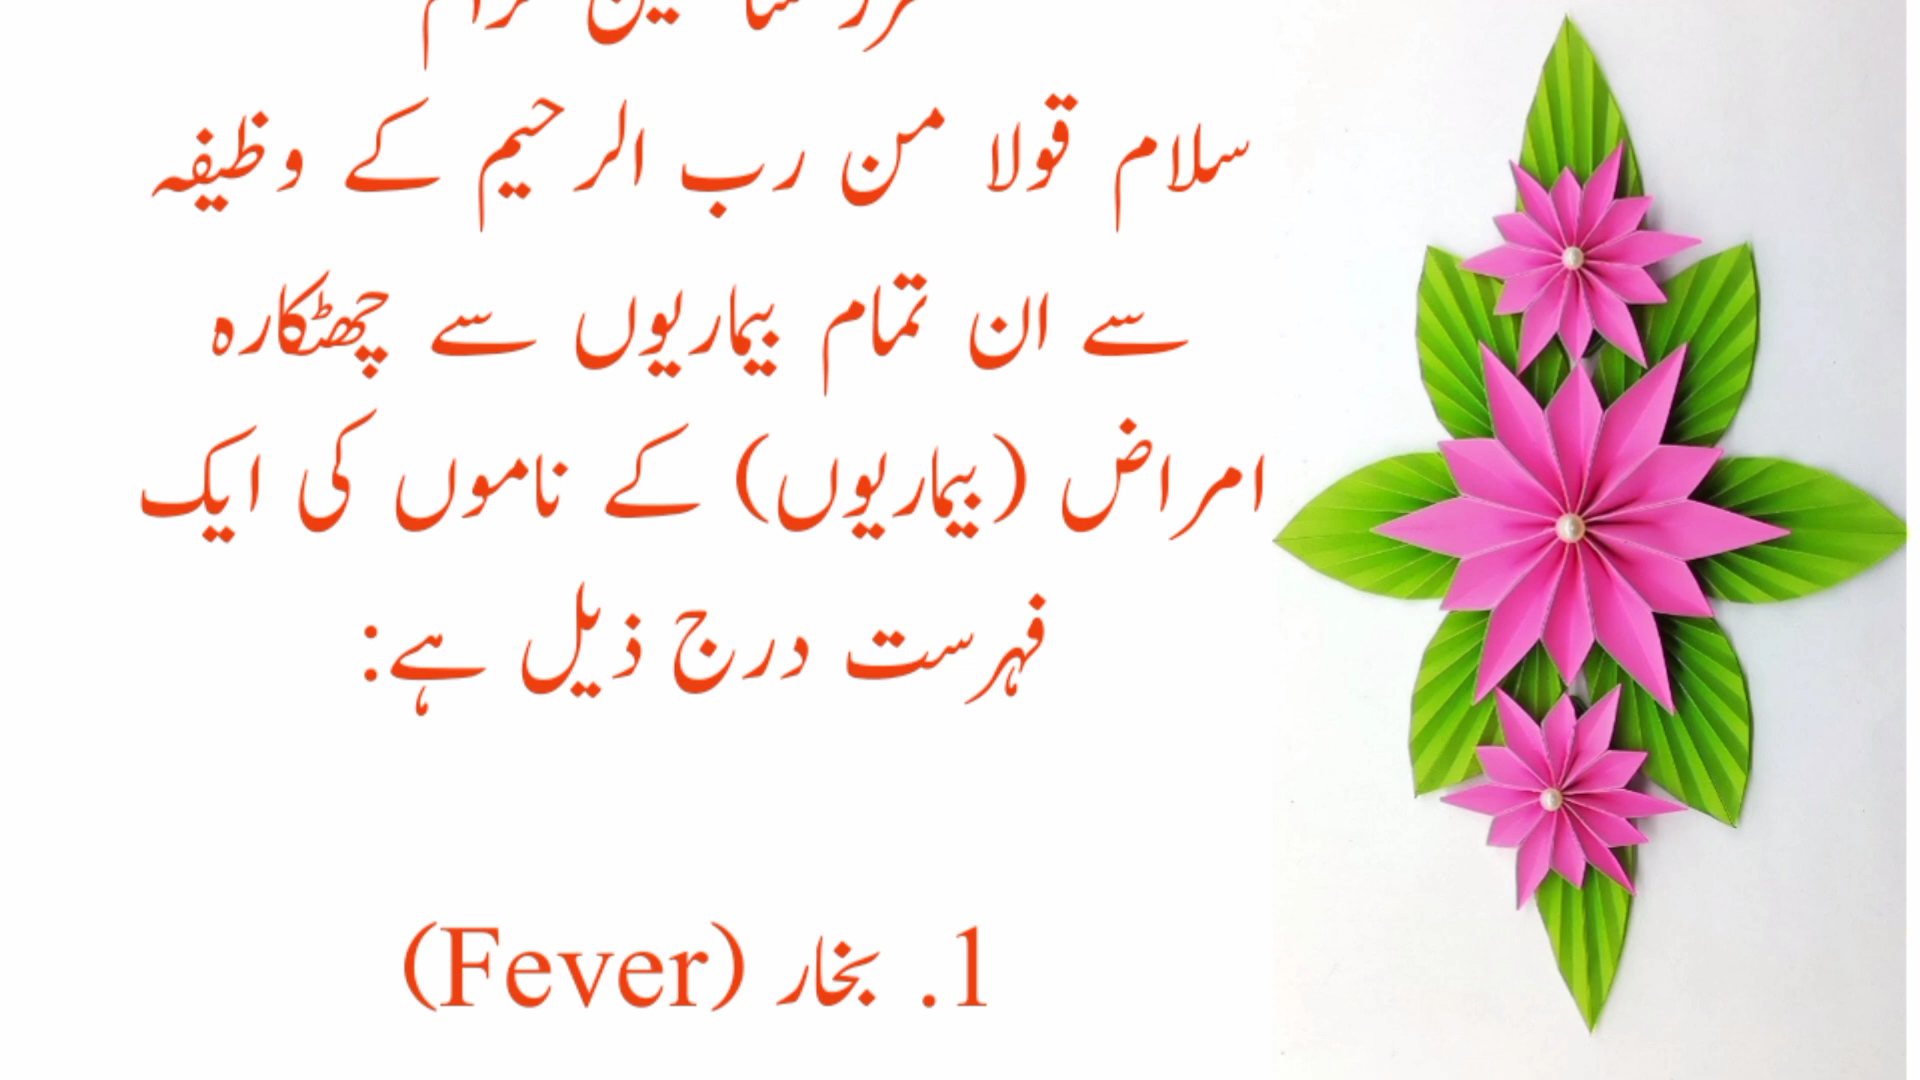 سلام قولا من رب الرحیم کے وظیفہ
سے ان تمام بیماریوں سے چھٹکارہ
امراض (بیماریوں) کے ناموں کی ایک
فہرست درج ذیل ہے:
1. بخار (Fever)